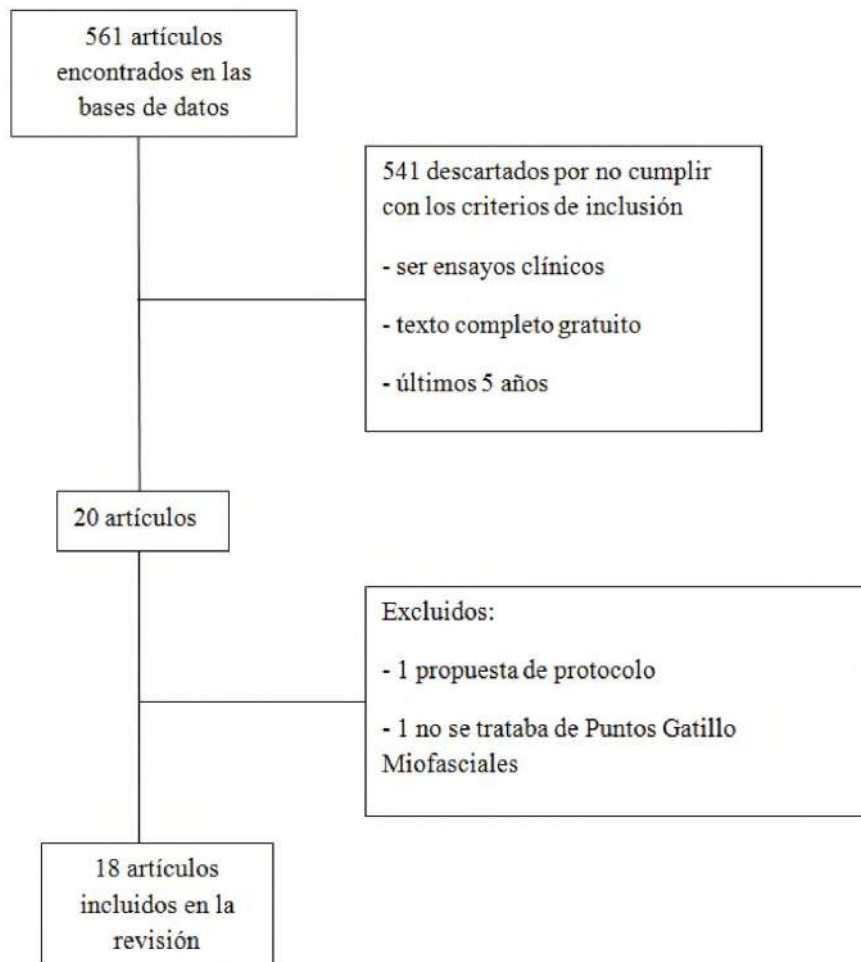 561 artículos
encontrados en las
bases de datos
541 descartados por no cumplir
con los criterios de inclusión
- ser ensayos clínicos
- texto completo gratuito
- últimos 5 años
20 artículos
Excluidos:
- 1 propuesta de protocolo
- 1 no se trataba de Puntos Gatillo
Miofasciales
18 artículos
incluidos en la
revisión